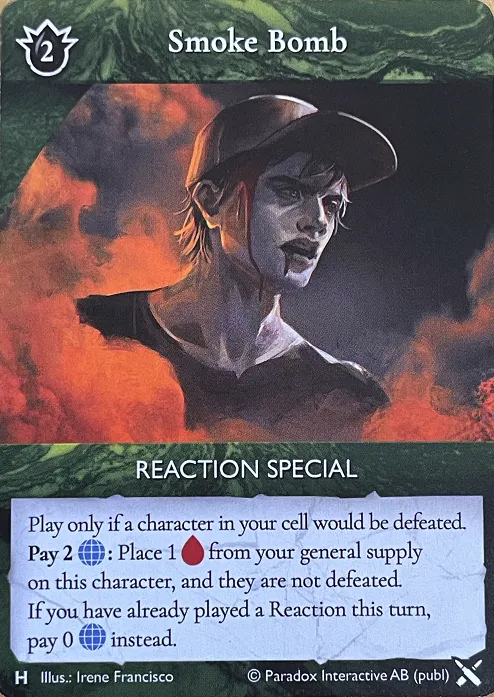 2
Smoke Bomb
REACTION SPECIAL
Play only if a character in your cell would be defeated.
Pay 2 : Place 1 from your general supply
on this character, and they are not defeated.
If you have already played a Reaction this turn,
pay 0 instead.
H Illus.: Irene Francisco © Paradox Interactive AB (publ)